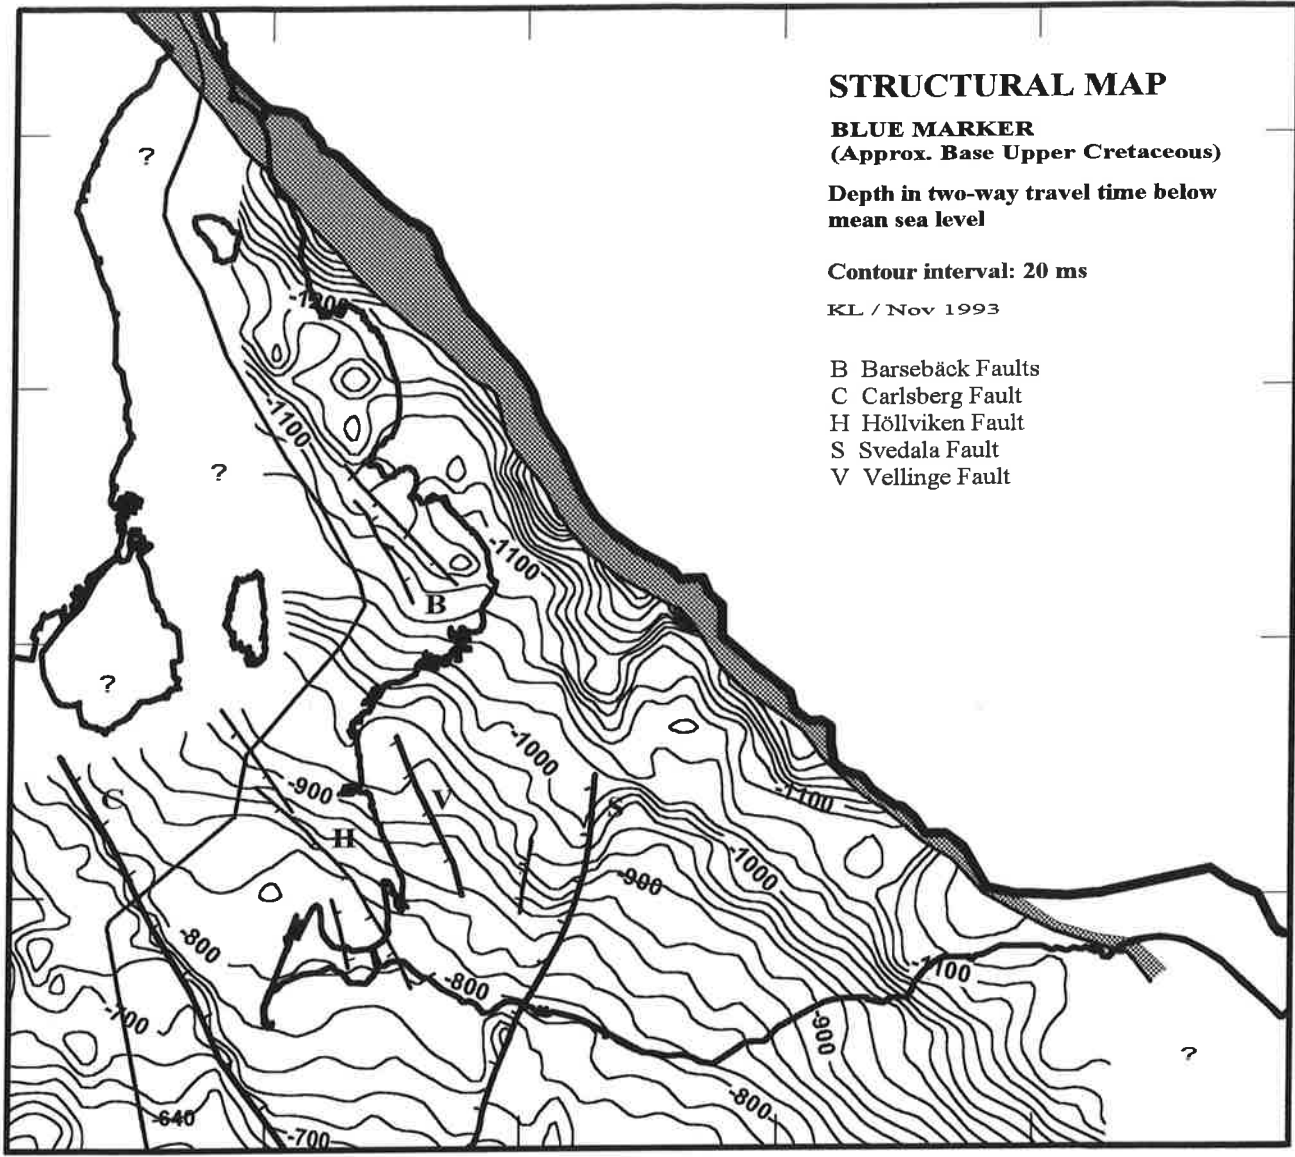 STRUCTURAL MAP
BLUE MARKER
(Approx. Base Upper Cretaceous)
Depth in two-way travel time below
mean sea level
Contour interval: 20 ms
KL / Nov 1993
B Barsebäck Faults
C Carlsberg Fault
H Höllviken Fault
S Svedala Fault
V Vellinge Fault
?
-1200
-1100
?
-1100
B
?
-1000
-900
C
V
S
-1100
H
-1000
-900
-800
-1100
-800
-700
-900
?
-800
-640
-700